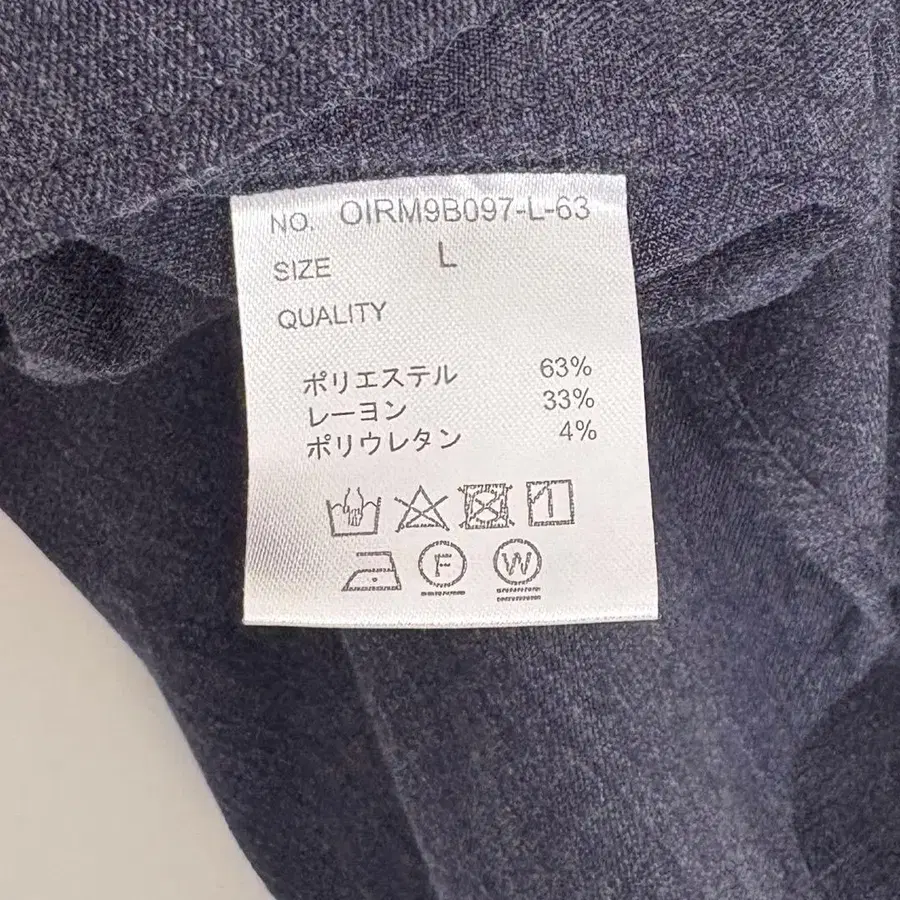 NO. OIRM9B097-L-63
SIZE L
QUALITY
ポリエステル 63%
レーヨン 33%
ポリウレタン 4%
F W